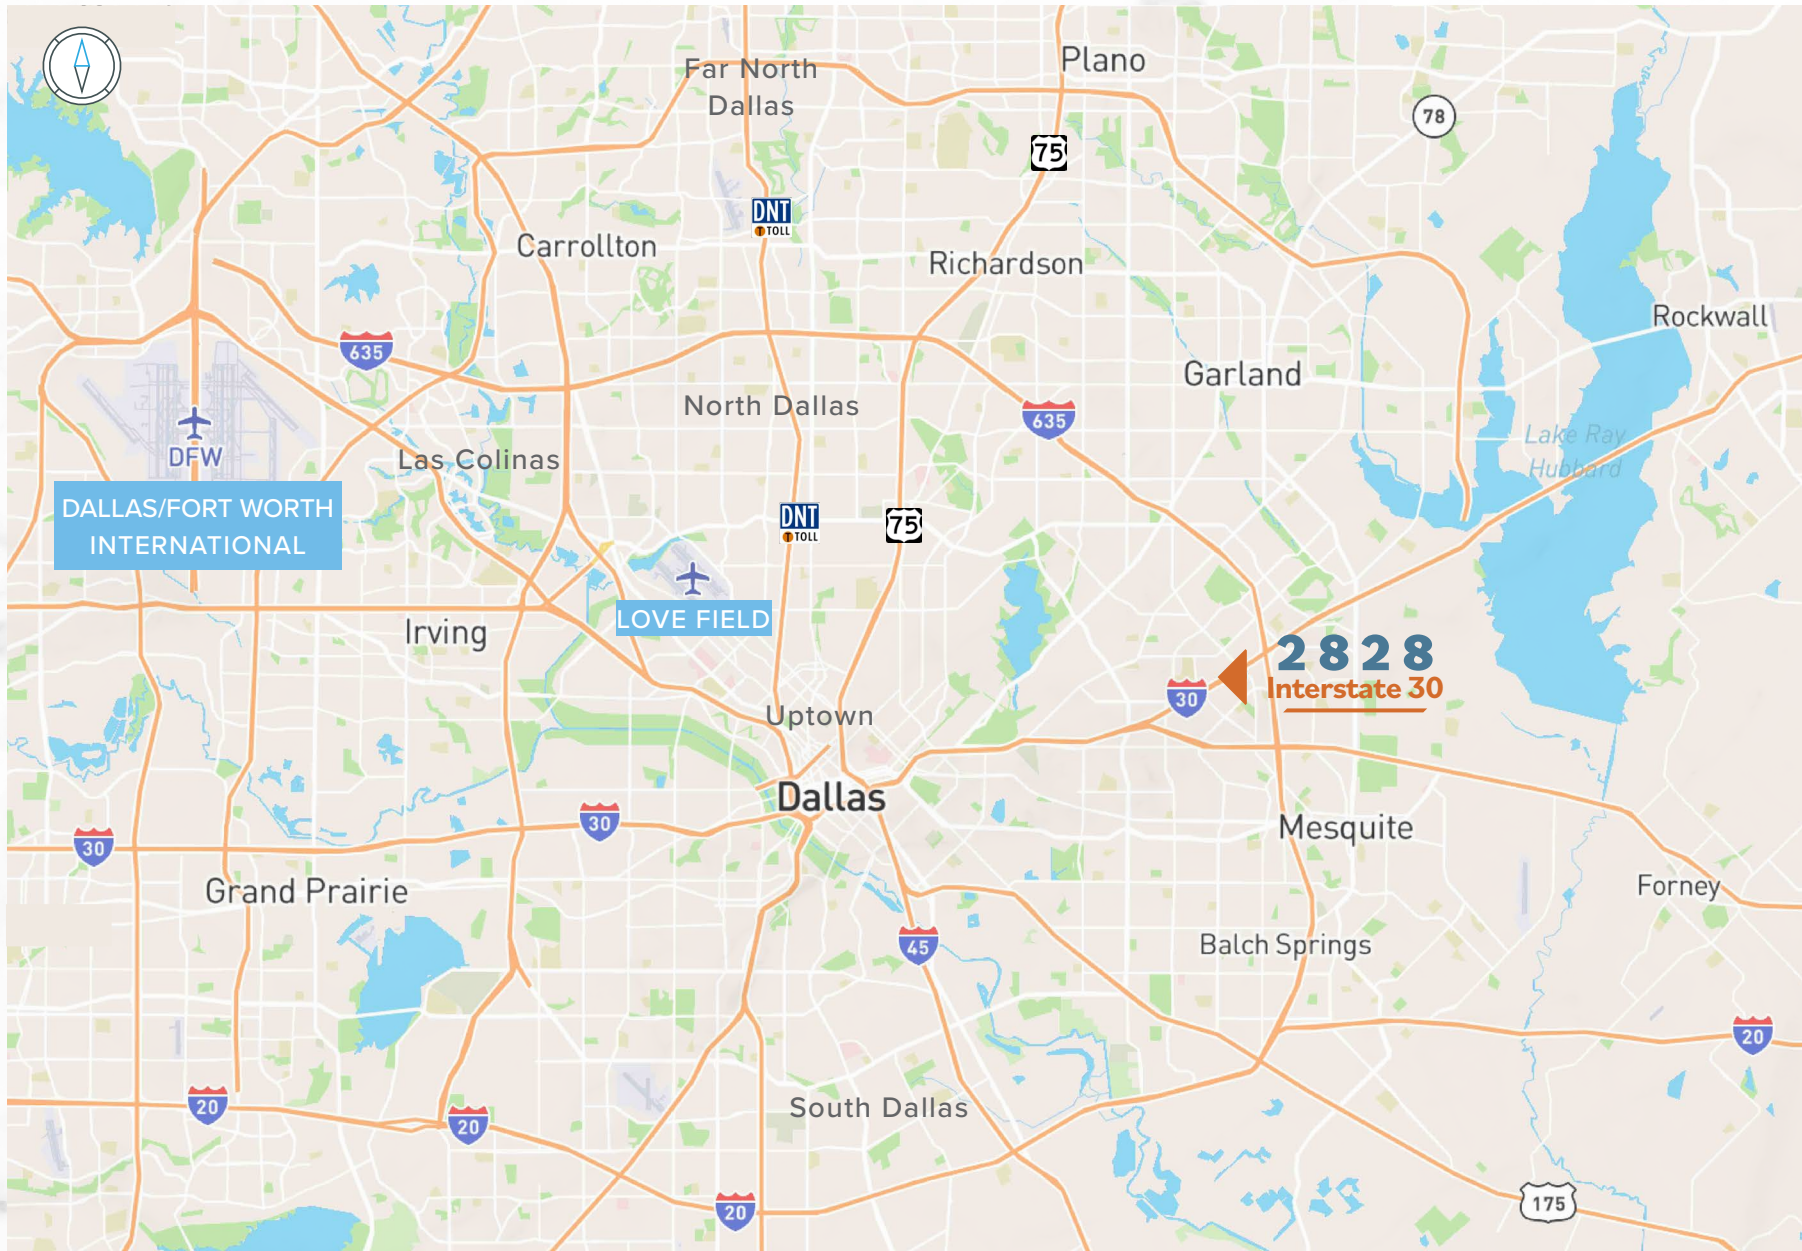 Far North
Dallas
Plano
78
75
DNT
TOLL
Carrollton
Richardson
Rockwall
635
Garland
North Dallas
635
DFW
Las Colinas
Lake Ray
Hubbard
DALLAS/FORT WORTH
INTERNATIONAL
DNT
TOLL
75
LOVE FIELD
Irving
2828
Interstate 30
30
Uptown
Dallas
30
30
Mesquite
Grand Prairie
Forney
45
Balch Springs
20
20
20
South Dallas
20
175